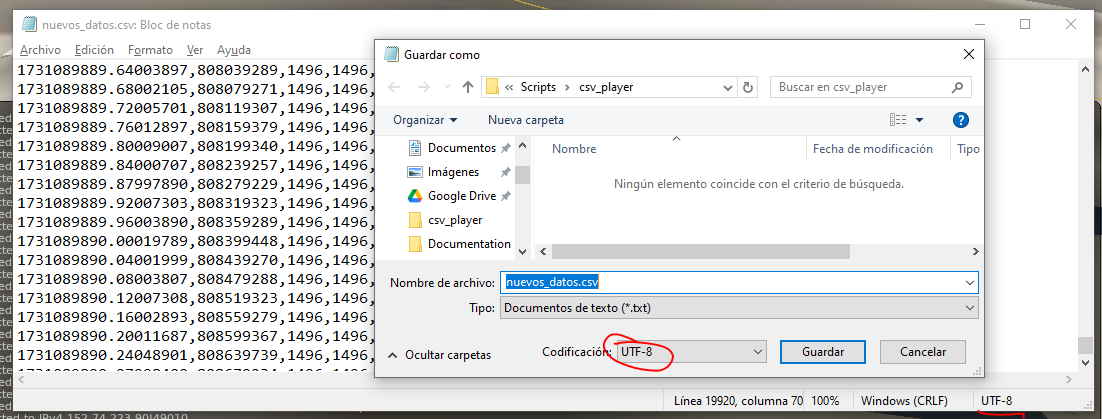 nuevos_datos.csv: Bloc de notas
Archivo Edición Formato Ver Ayuda
1731089889.64003897,808039289,1496,1496,
1731089889.68002105,808079271,1496,1496,
1731089889.72005701,808119307,1496,1496,
1731089889.76012897,808159379,1496,1496,
1731089889.80009007,808199340,1496,1496,
1731089889.84000707,808239257,1496,1496,
1731089889.87997890,808279229,1496,1496,
1731089889.92007303,808319323,1496,1496,
1731089889.96003890,808359289,1496,1496,
1731089890.00019789,808399448,1496,1496,
1731089890.04001999,808439270,1496,1496,
1731089890.08003807,808479288,1496,1496,
1731089890.12007308,808519323,1496,1496,
1731089890.16002893,808559279,1496,1496,
1731089890.20011687,808599367,1496,1496,
1731089890.24048901,808639739,1496,1496,
Guardar como
« Scripts › csv_player
Buscar en csv_player
Organizar Nueva carpeta
Documentos
Imágenes
Google Drive
csv_player
Documentation
Nombre Fecha de modificación Tipo
Ningún elemento coincide con el criterio de búsqueda.
Nombre de archivo: nuevos_datos.csv
Tipo: Documentos de texto (*.txt)
Ocultar carpetas Codificación: UTF-8 Guardar Cancelar
Línea 19920, columna 70 100% Windows (CRLF) UTF-8